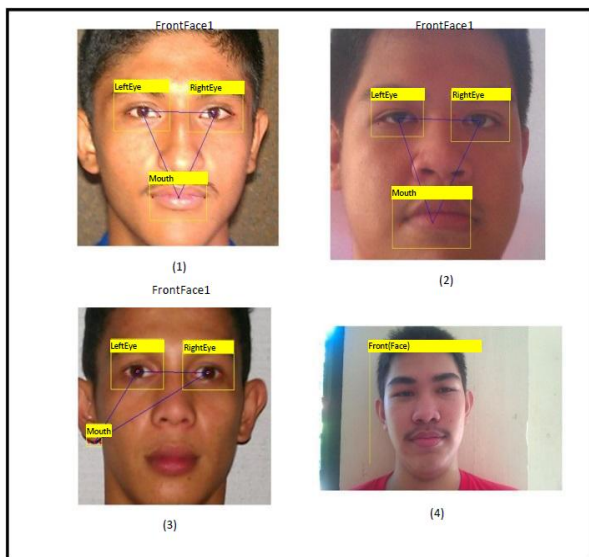 FrontFace1
LeftEye
RightEye
Mouth
(1)
FrontFace1
LeftEye
RightEye
Mouth
(2)
FrontFace1
LeftEye
RightEye
Mouth
(3)
Front(Face)
(4)